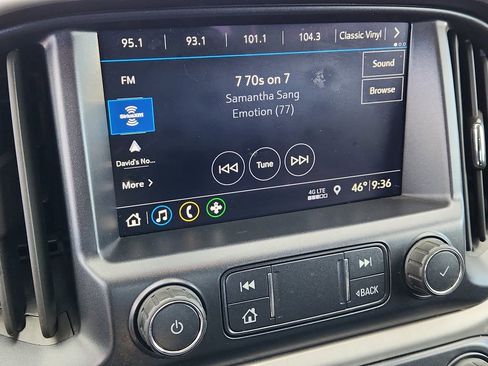 95.1 93.1 101.1 104.3 Classic Vinyl
FM
7 70s on 7
Sound
Samantha Sang
Browse
SiriusXM
Emotion (77)
David's No...
Tune
More
4G LTE
46° 9:36
BACK